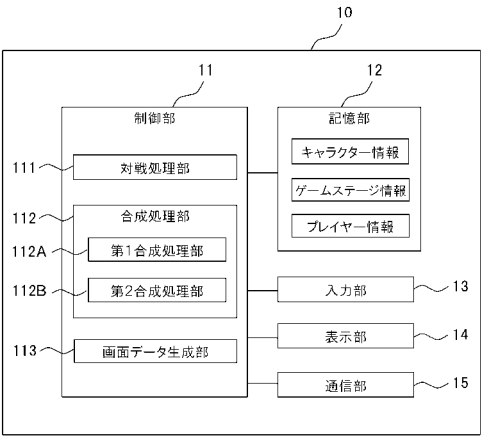 10
11
12
制御部
記憶部
キャラクター情報
111
対戦処理部
ゲームステージ情報
112
合成処理部
プレイヤー情報
112A
第1合成処理部
112B
第2合成処理部
入力部
13
表示部
14
113
画面データ生成部
通信部
15